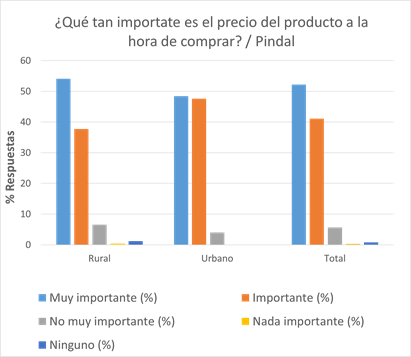 ¿Qué tan importate es el precio del producto a la
hora de comprar? / Pindal
% Respuestas
60
50
40
30
20
10
0
Rural Urbano Total
Muy importante (%) Importante (%)
No muy importante (%) Nada importante (%)
Ninguno (%)